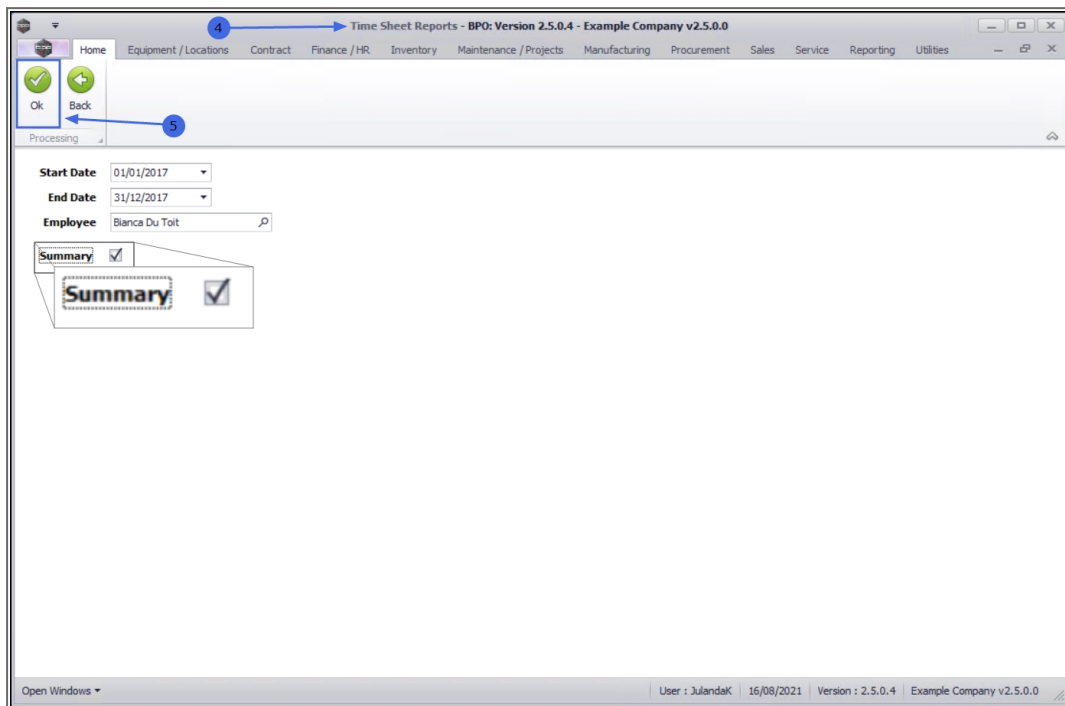 4
Time Sheet Reports - BPO: Version 2.5.0.4 - Example Company v2.5.0.0
Home Equipment / Locations Contract Finance / HR Inventory Maintenance / Projects Manufacturing Procurement Sales Service Reporting Utilities
Ok Back
5
Processing
Start Date 01/01/2017
End Date 31/12/2017
Employee Bianca Du Toit
Summary
Summary
Open Windows User : JulandaK 16/08/2021 Version : 2.5.0.4 Example Company v2.5.0.0